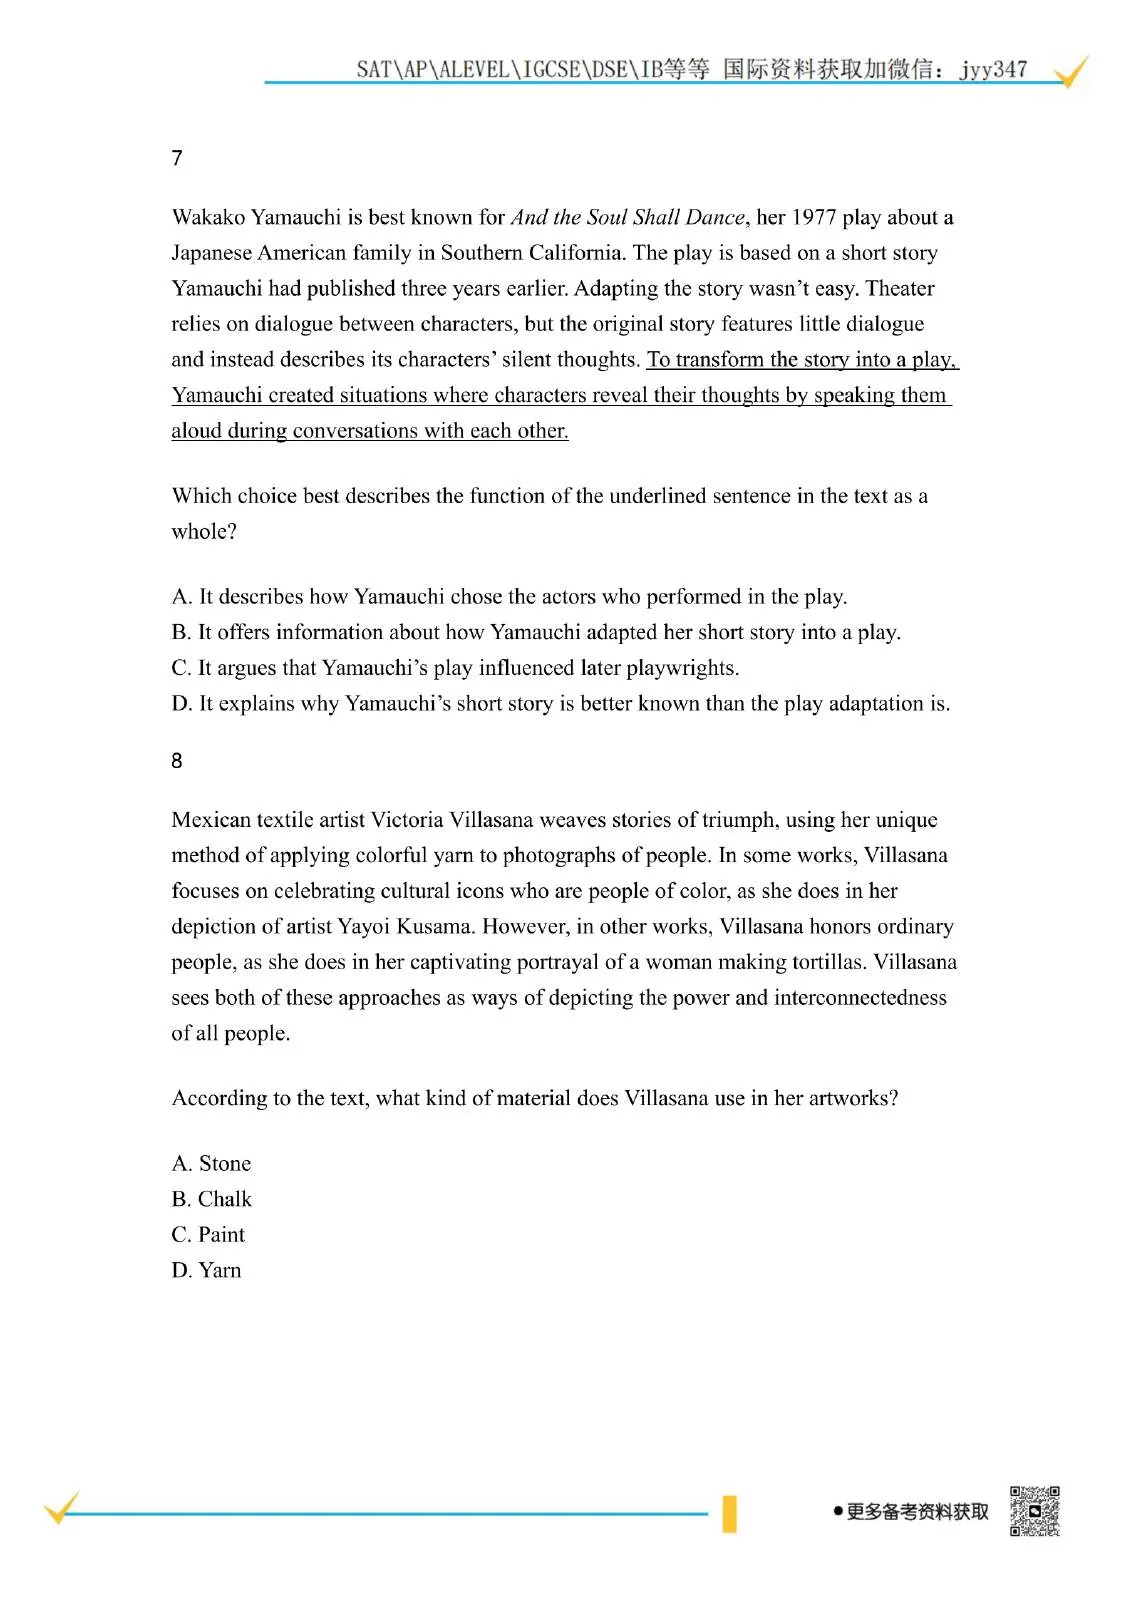 SAT\AP\ALEVEL\IGCSE\DSE\IB等等 国际资料获取加微信：jyy347
7
Wakako Yamauchi is best known for And the Soul Shall Dance, her 1977 play about a
Japanese American family in Southern California. The play is based on a short story
Yamauchi had published three years earlier. Adapting the story wasn’t easy. Theater
relies on dialogue between characters, but the original story features little dialogue
and instead describes its characters’ silent thoughts. To transform the story into a play,
Yamauchi created situations where characters reveal their thoughts by speaking them
aloud during conversations with each other.
Which choice best describes the function of the underlined sentence in the text as a
whole?
A. It describes how Yamauchi chose the actors who performed in the play.
B. It offers information about how Yamauchi adapted her short story into a play.
C. It argues that Yamauchi’s play influenced later playwrights.
D. It explains why Yamauchi’s short story is better known than the play adaptation is.
8
Mexican textile artist Victoria Villasana weaves stories of triumph, using her unique
method of applying colorful yarn to photographs of people. In some works, Villasana
focuses on celebrating cultural icons who are people of color, as she does in her
depiction of artist Yayoi Kusama. However, in other works, Villasana honors ordinary
people, as she does in her captivating portrayal of a woman making tortillas. Villasana
sees both of these approaches as ways of depicting the power and interconnectedness
of all people.
According to the text, what kind of material does Villasana use in her artworks?
A. Stone
B. Chalk
C. Paint
D. Yarn
●更多备考资料获取